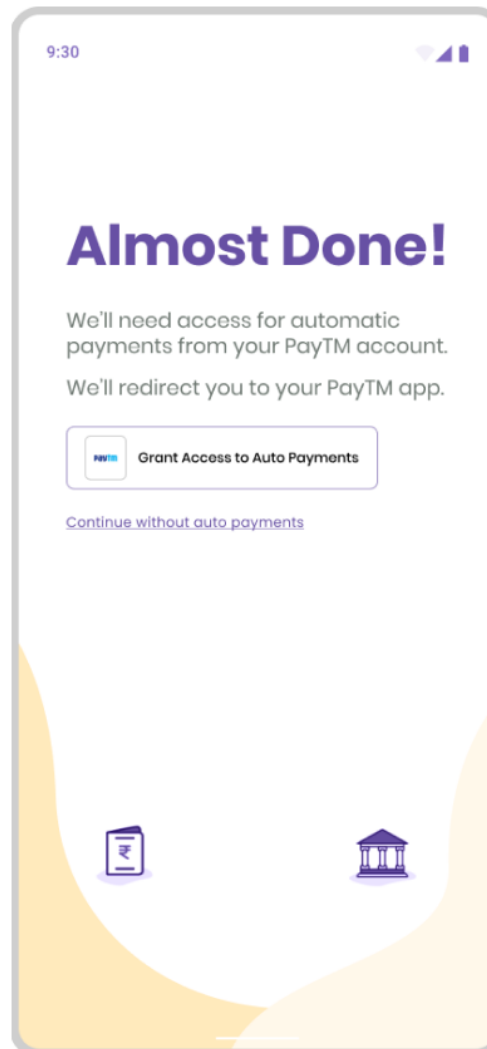 9:30
Almost Done!
We'll need access for automatic
payments from your PayTM account.
We'll redirect you to your PayTM app.
PayTM Grant Access to Auto Payments
Continue without auto payments
₹